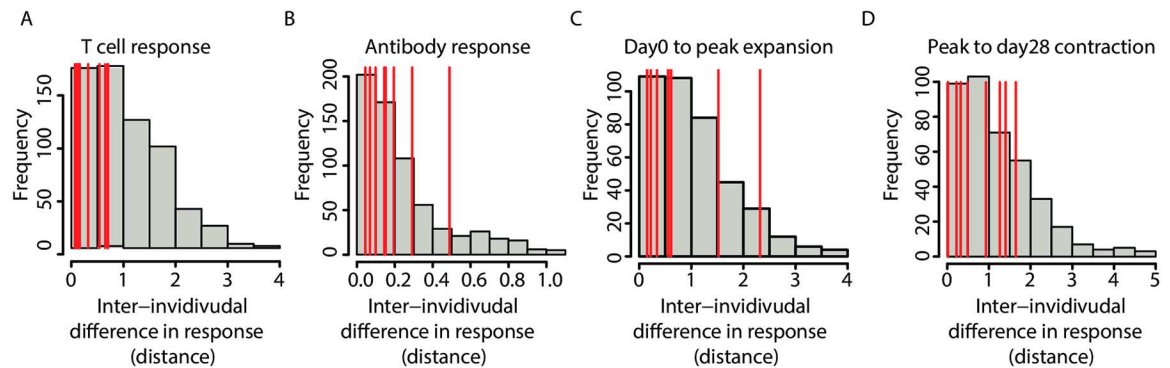 A
T cell response
Frequency
0 50 100 150
0 1 2 3 4
Inter–invidivudal
difference in response
(distance)
B
Antibody response
Frequency
0 50 100 150 200
0.0 0.2 0.4 0.6 0.8 1.0
Inter–invidivudal
difference in response
(distance)
C
Day0 to peak expansion
Frequency
0 20 40 60 80 100
0 1 2 3 4
Inter–invidivudal
difference in response
(distance)
D
Peak to day28 contraction
Frequency
0 20 40 60 80 100
0 1 2 3 4 5
Inter–invidivudal
difference in response
(distance)